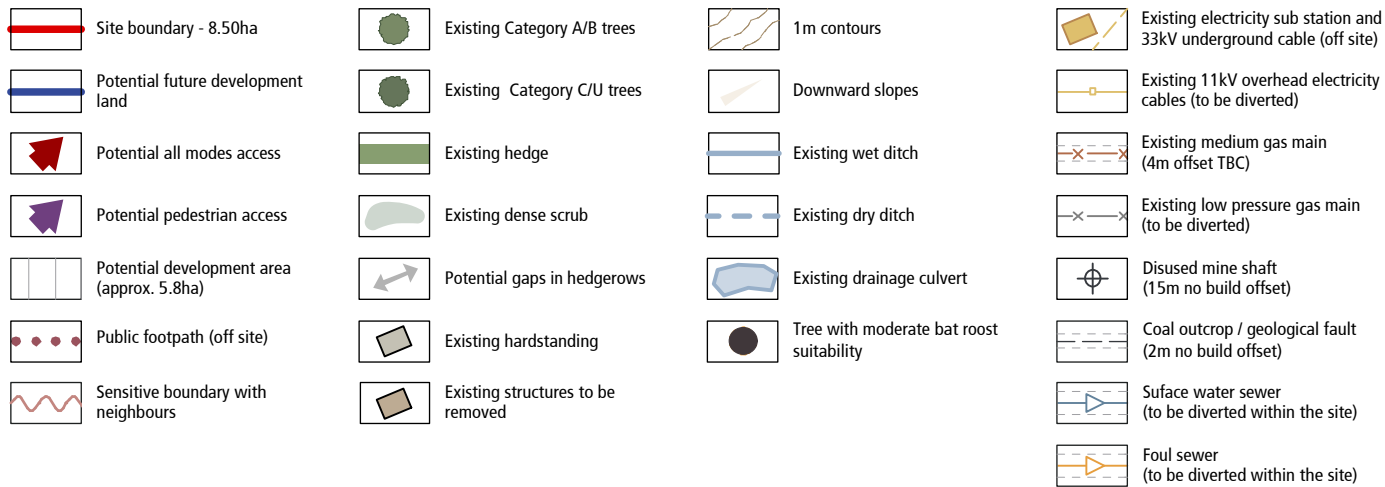 Site boundary - 8.50ha
Potential future development
land
Potential all modes access
Potential pedestrian access
Potential development area
(approx. 5.8ha)
Public footpath (off site)
Sensitive boundary with
neighbours
Existing Category A/B trees
Existing Category C/U trees
Existing hedge
Existing dense scrub
Potential gaps in hedgerows
Existing hardstanding
Existing structures to be
removed
1m contours
Downward slopes
Existing wet ditch
Existing dry ditch
Existing drainage culvert
Tree with moderate bat roost
suitability
Existing electricity sub station and
33kV underground cable (off site)
Existing 11kV overhead electricity
cables (to be diverted)
Existing medium gas main
(4m offset TBC)
Existing low pressure gas main
(to be diverted)
Disused mine shaft
(15m no build offset)
Coal outcrop / geological fault
(2m no build offset)
Suface water sewer
(to be diverted within the site)
Foul sewer
(to be diverted within the site)